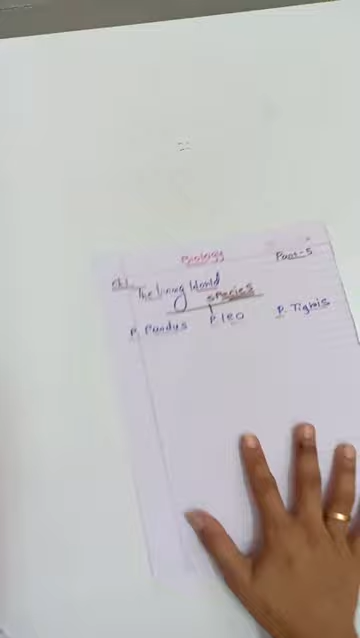 Biology
Part-5
Ch.1 The Living World
species
P. Pardus P leo P. Tigris